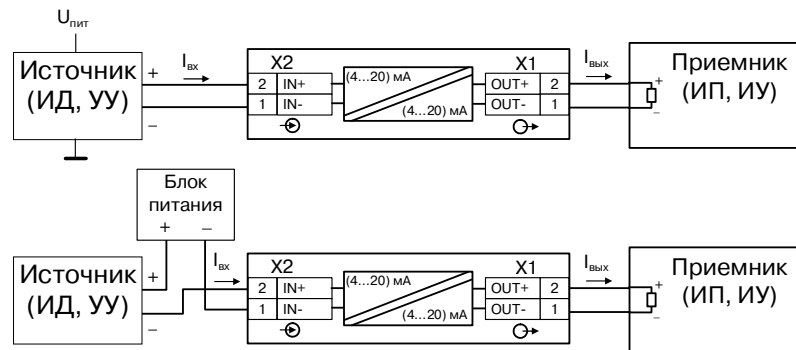 Uпит
Источник
(ИД, УУ)
+
−
Iвх
X2
2 IN+
1 IN-
(4...20) мА
(4...20) мА
X1
OUT+ 2
OUT- 1
Iвых
+
−
Приемник
(ИП, ИУ)
Блок
питания
+ −
Источник
(ИД, УУ)
+
−
Iвх
X2
2 IN+
1 IN-
(4...20) мА
(4...20) мА
X1
OUT+ 2
OUT- 1
Iвых
+
−
Приемник
(ИП, ИУ)